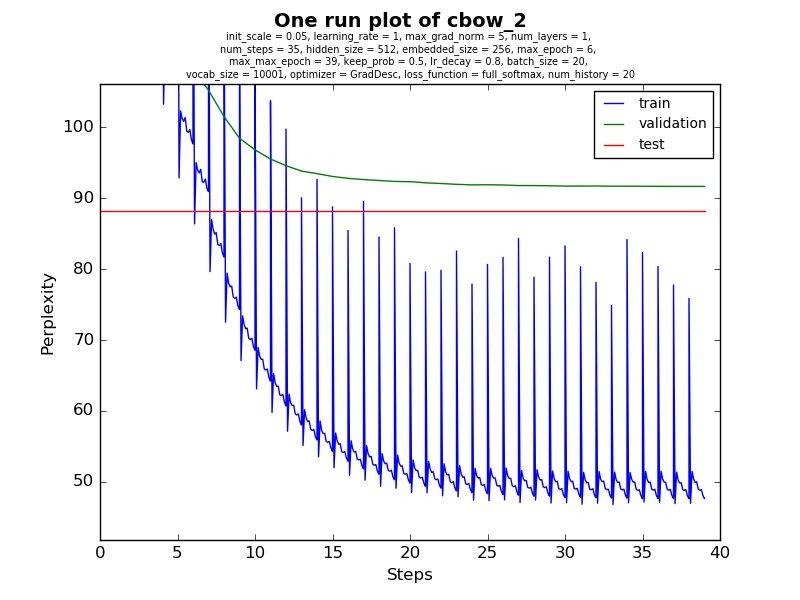 One run plot of cbow_2
init_scale = 0.05, learning_rate = 1, max_grad_norm = 5, num_layers = 1,
num_steps = 35, hidden_size = 512, embedded_size = 256, max_epoch = 6,
max_max_epoch = 39, keep_prob = 0.5, lr_decay = 0.8, batch_size = 20,
vocab_size = 10001, optimizer = GradDesc, loss_function = full_softmax, num_history = 20
train
validation
test
100
90
80
70
60
50
Perplexity
0 5 10 15 20 25 30 35 40
Steps